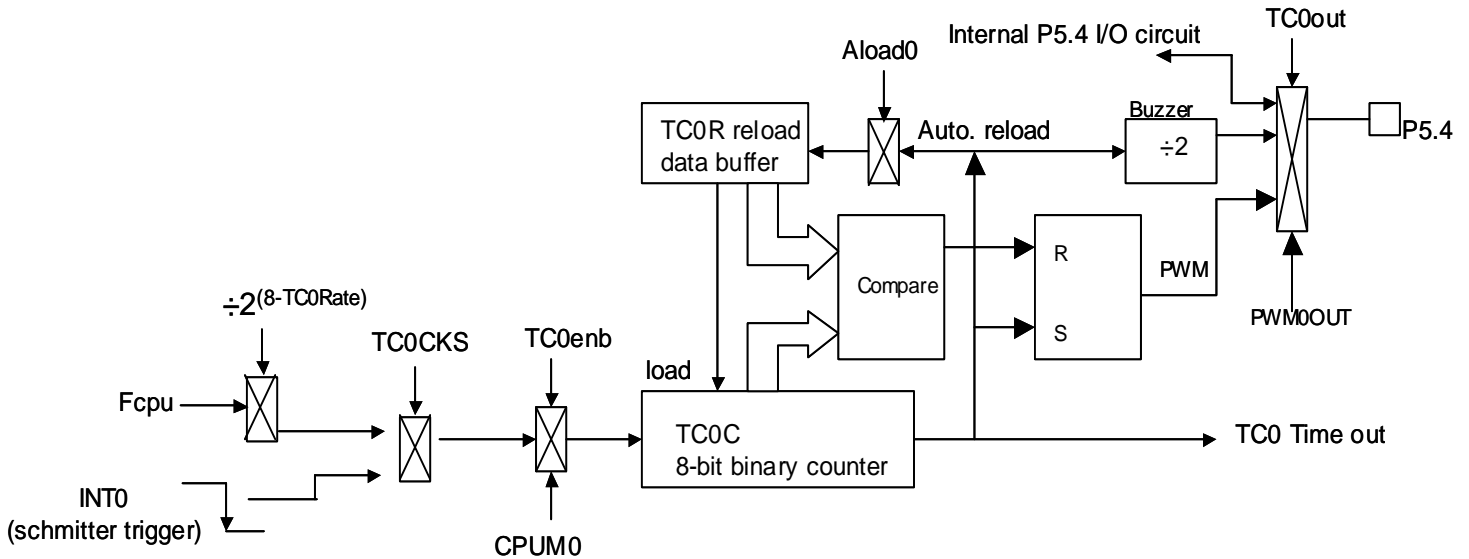 TC0out
Internal P5.4 I/O circuit
Aload0
Buzzer
TC0R reload
data buffer
Auto. reload
÷2
P5.4
R
Compare
PWM
÷2(8-TC0Rate)
S
PWM0OUT
TC0CKS
TC0enb
load
Fcpu
TC0C
8-bit binary counter
TC0 Time out
INT0
(schmitter trigger)
CPUM0